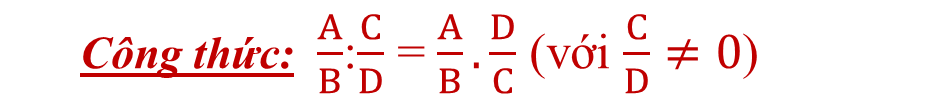 Công thức: A/B : C/D = A/B . D/C (với C/D ≠ 0)